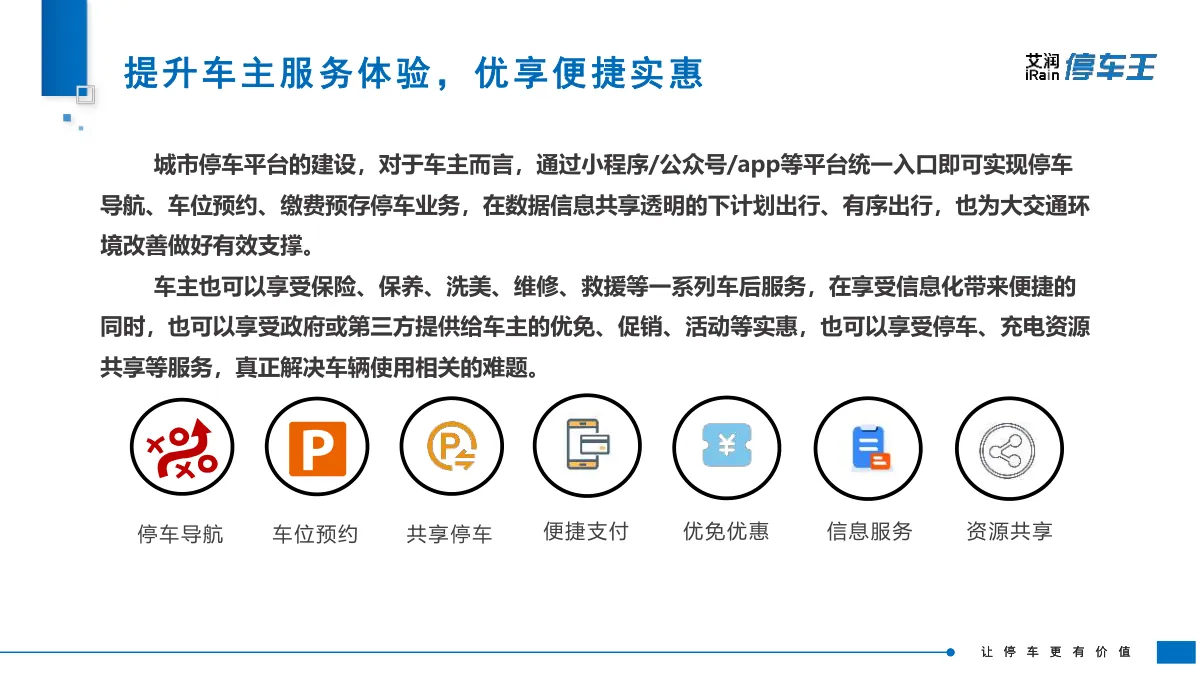 提升车主服务体验，优享便捷实惠
艾润
iRain
停车王
城市停车平台的建设，对于车主而言，通过小程序/公众号/app等平台统一入口即可实现停车
导航、车位预约、缴费预存停车业务，在数据信息共享透明的下计划出行、有序出行，也为大交通环
境改善做好有效支撑。
车主也可以享受保险、保养、洗美、维修、救援等一系列车后服务，在享受信息化带来便捷的
同时，也可以享受政府或第三方提供给车主的优免、促销、活动等实惠，也可以享受停车、充电资源
共享等服务，真正解决车辆使用相关的难题。
P
P
¥
停车导航
车位预约
共享停车
便捷支付
优免优惠
信息服务
资源共享
让停车更有价值